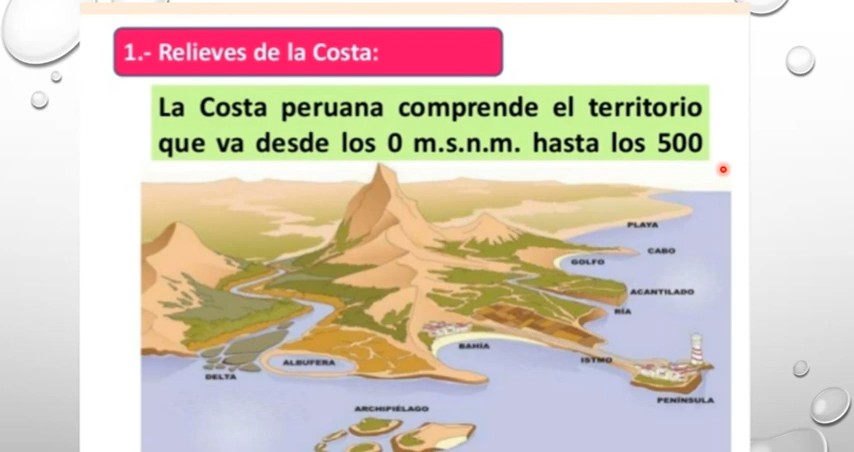 1.- Relieves de la Costa:
La Costa peruana comprende el territorio
que va desde los 0 m.s.n.m. hasta los 500
PLAYA
CABO
GOLFO
ACANTILADO
RÍA
BAHÍA
ISTMO
ALBUFERA
DELTA
PENÍNSULA
ARCHIPIÉLAGO